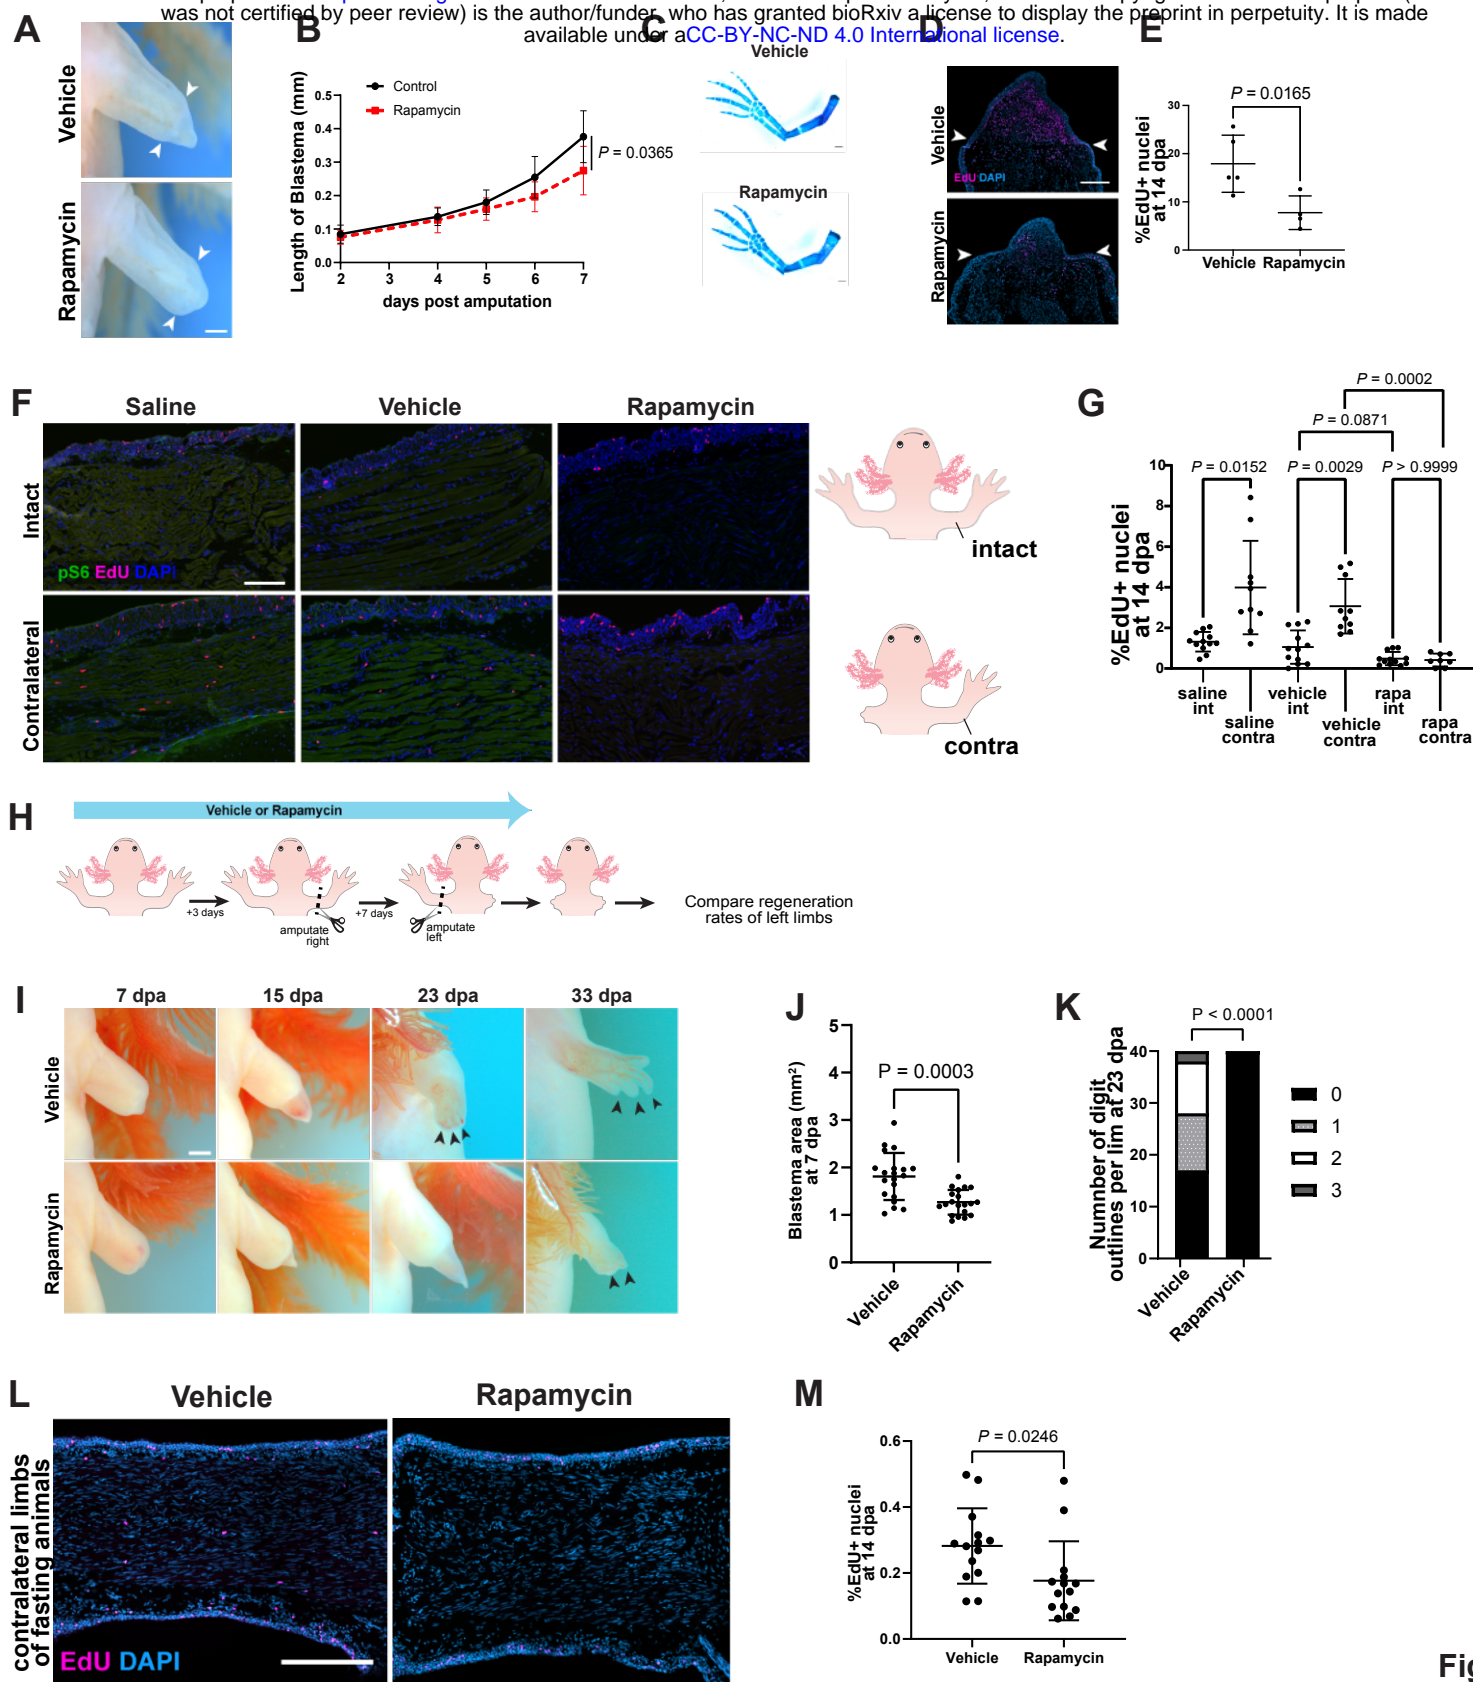 was not certified by peer review) is the author/funder, who has granted bioRxiv a license to display the preprint in perpetuity. It is made
available under aCC-BY-NC-ND 4.0 International license.
A
Vehicle
Rapamycin
B
Control
Rapamycin
Length of Blastema (mm)
0.5
0.4
0.3
0.2
0.1
0.0
P = 0.0365
2 3 4 5 6 7
days post amputation
C
Vehicle
Rapamycin
D
Vehicle
EdU DAPI
Rapamycin
E
P = 0.0165
%EdU+ nuclei
at 14 dpa
30
20
10
0
Vehicle Rapamycin
F
Saline Vehicle Rapamycin
Intact
pS6 EdU DAPI
Contralateral
intact
contra
G
P = 0.0002
P = 0.0871
P = 0.0152 P = 0.0029 P > 0.9999
%EdU+ nuclei
at 14 dpa
10
8
6
4
2
0
saline
int
saline
contra
vehicle
int
vehicle
contra
rapa
int
rapa
contra
H
Vehicle or Rapamycin
+3 days
amputate
right
+7 days
amputate
left
Compare regeneration
rates of left limbs
I
7 dpa 15 dpa 23 dpa 33 dpa
Vehicle
Rapamycin
J
P = 0.0003
Blastema area (mm²)
at 7 dpa
5
4
3
2
1
0
Vehicle
Rapamycin
K
P < 0.0001
Numnber of digit
outlines per lim at 23 dpa
40
30
20
10
0
Vehicle
Rapamycin
0
1
2
3
L
Vehicle Rapamycin
contralateral limbs
of fasting animals
EdU DAPI
M
P = 0.0246
%EdU+ nuclei
at 14 dpa
0.6
0.4
0.2
0.0
Vehicle Rapamycin